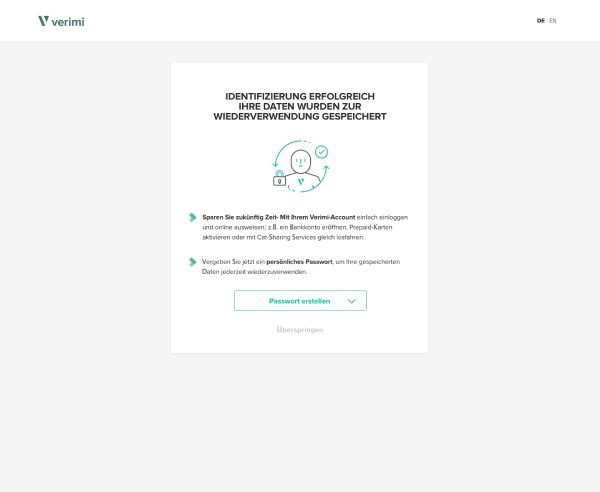 verimi
DE | EN
IDENTIFIZIERUNG ERFOLGREICH
IHRE DATEN WURDEN ZUR
WIEDERVERWENDUNG GESPEICHERT
Sparen Sie zukünftig Zeit- Mit Ihrem Verimi-Account einfach einloggen
und online ausweisen: z.B. ein Bankkonto eröffnen, Prepaid-Karten
aktivieren oder mit Car-Sharing Services gleich losfahren.
Vergeben Sie jetzt ein persönliches Passwort, um Ihre gespeicherten
Daten jederzeit wiederzuverwenden.
Passwort erstellen
Überspringen